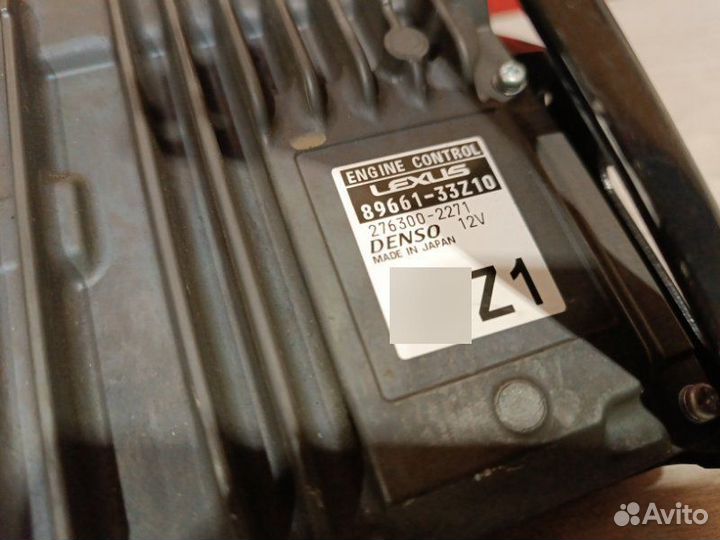 ENGINE CONTROL
LEXUS
89661-33Z10
276300-2271
DENSO 12V
MADE IN JAPAN
Z1
Avito